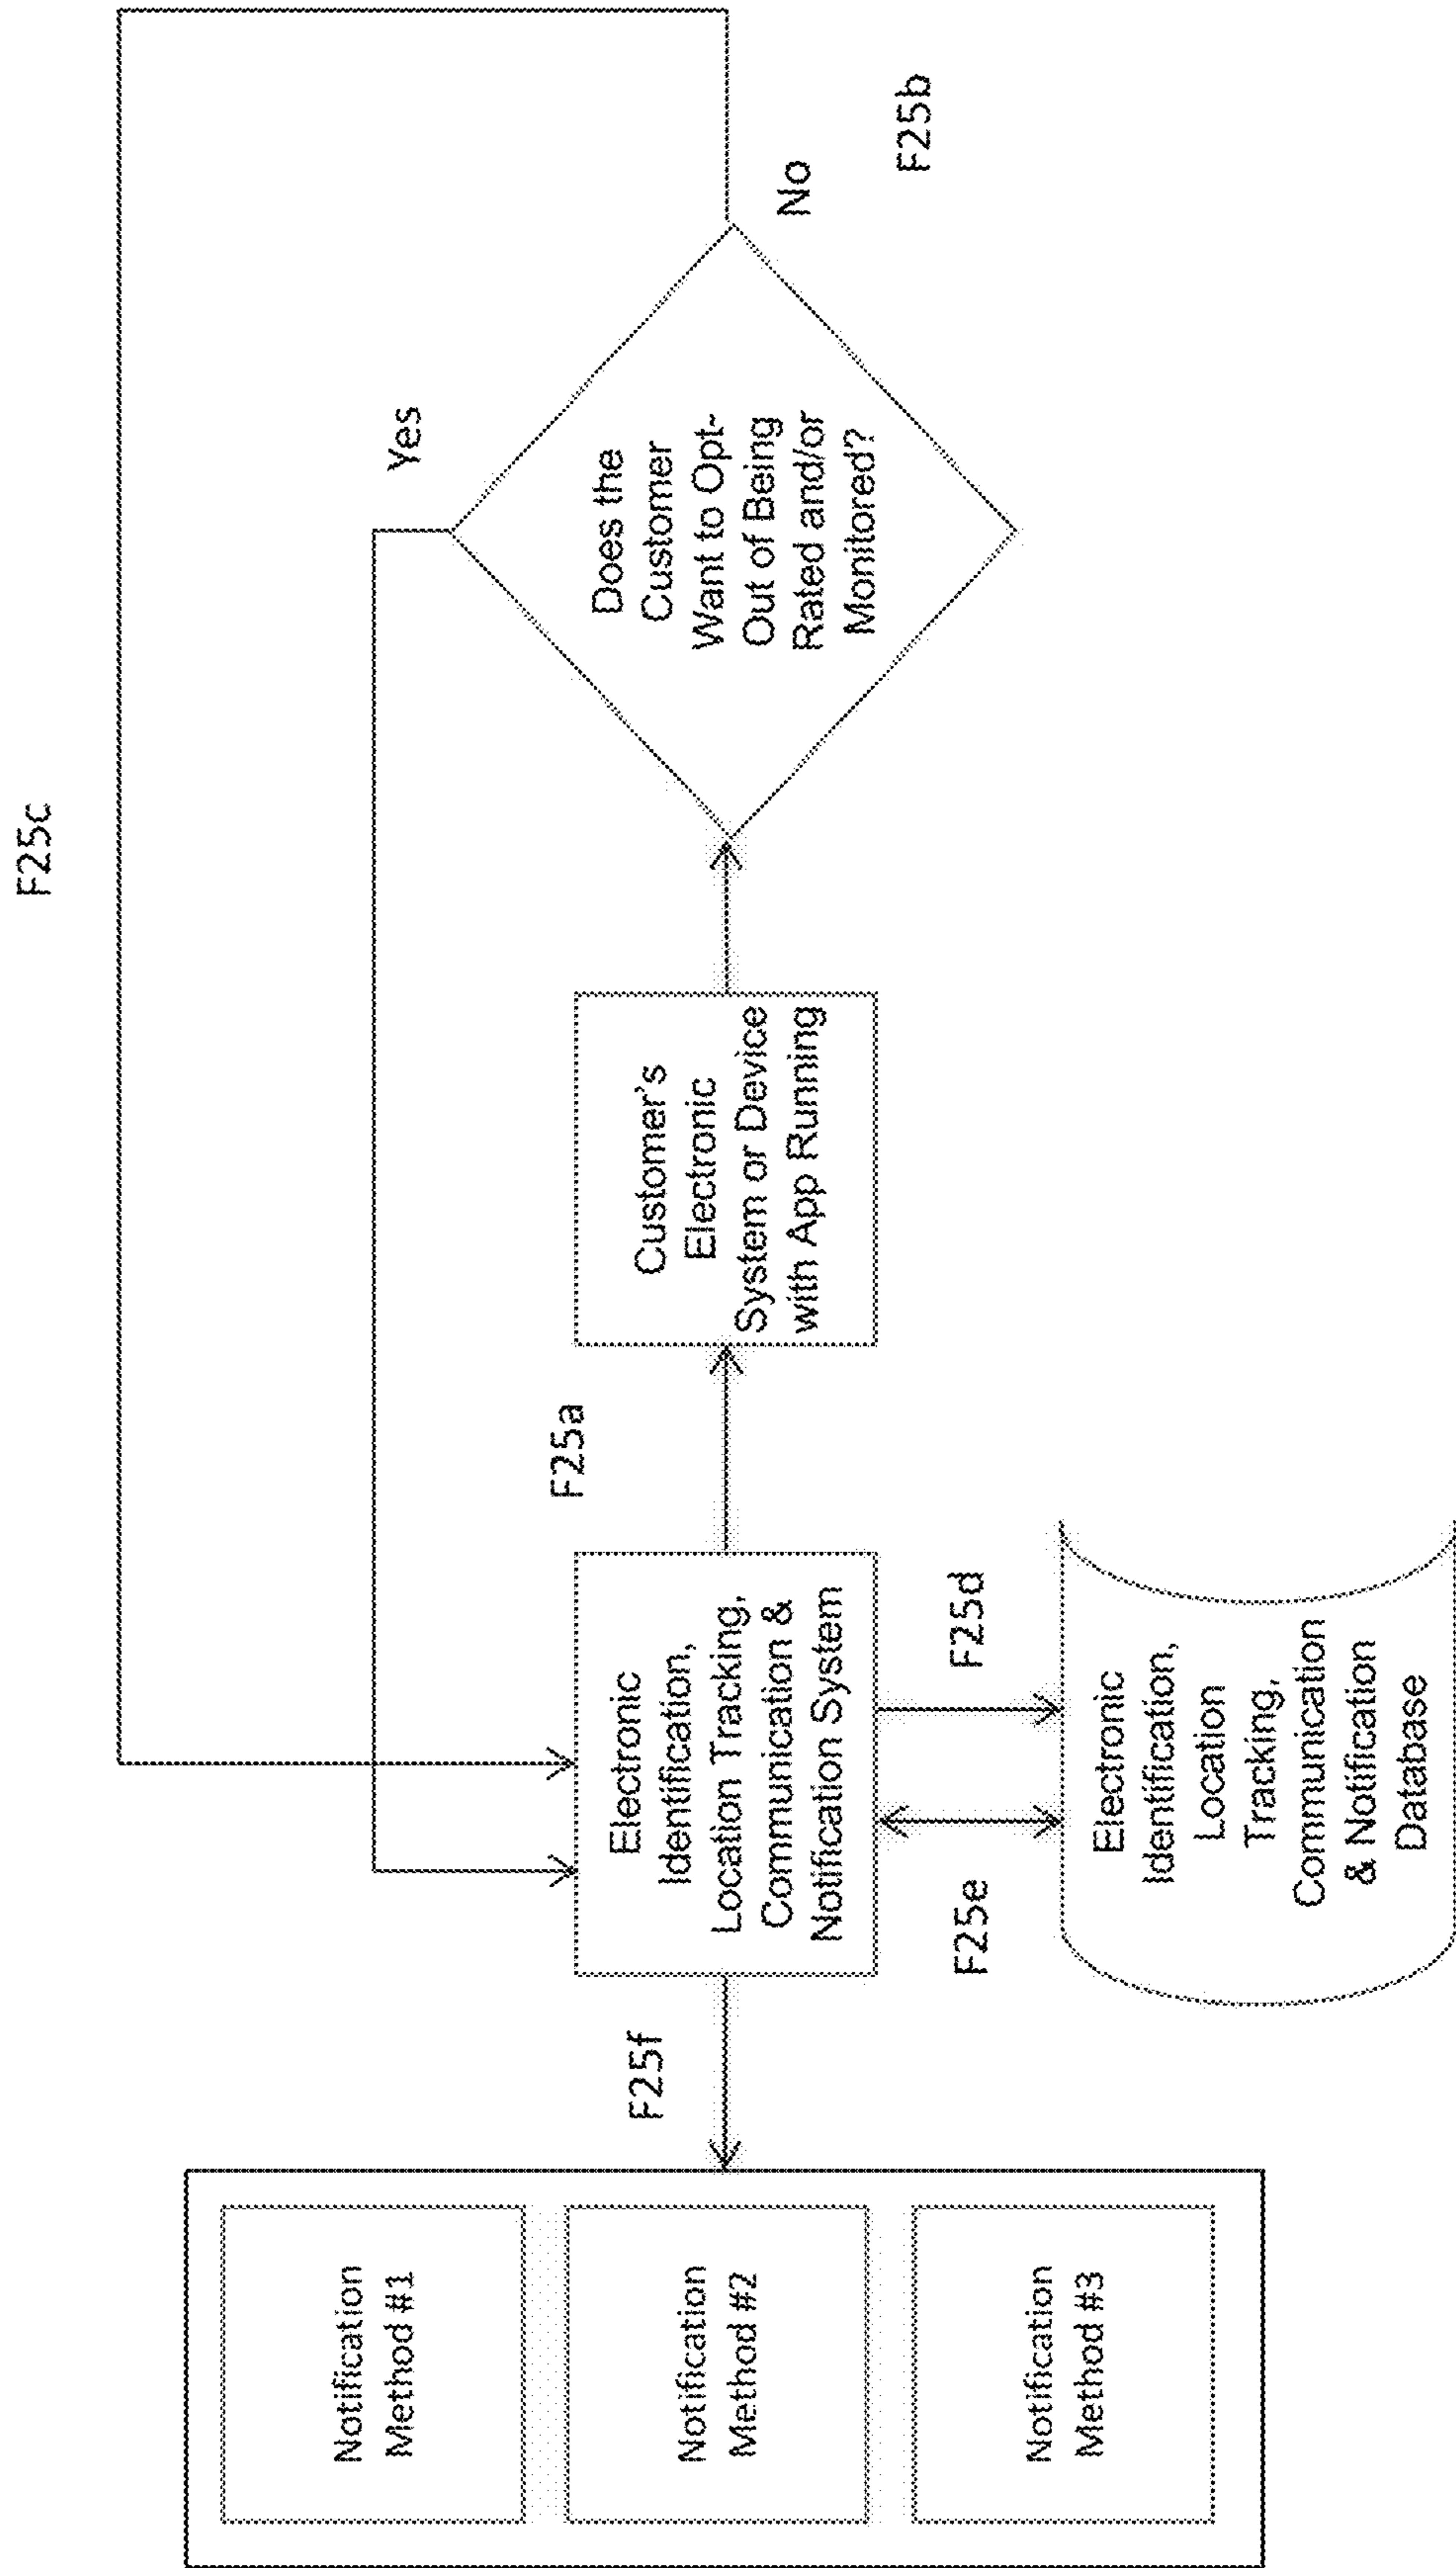 F25c
Notification
Method #1
Notification
Method #2
Notification
Method #3
F25f
Electronic
Identification,
Location Tracking,
Communication &
Notification System
F25a
Customer's
Electronic
System or Device
with App Running
Does the
Customer
Want to Opt-
Out of Being
Rated and/or
Monitored?
Yes
No
F25b
F25e
F25d
Electronic
Identification,
Location
Tracking,
Communication
& Notification
Database